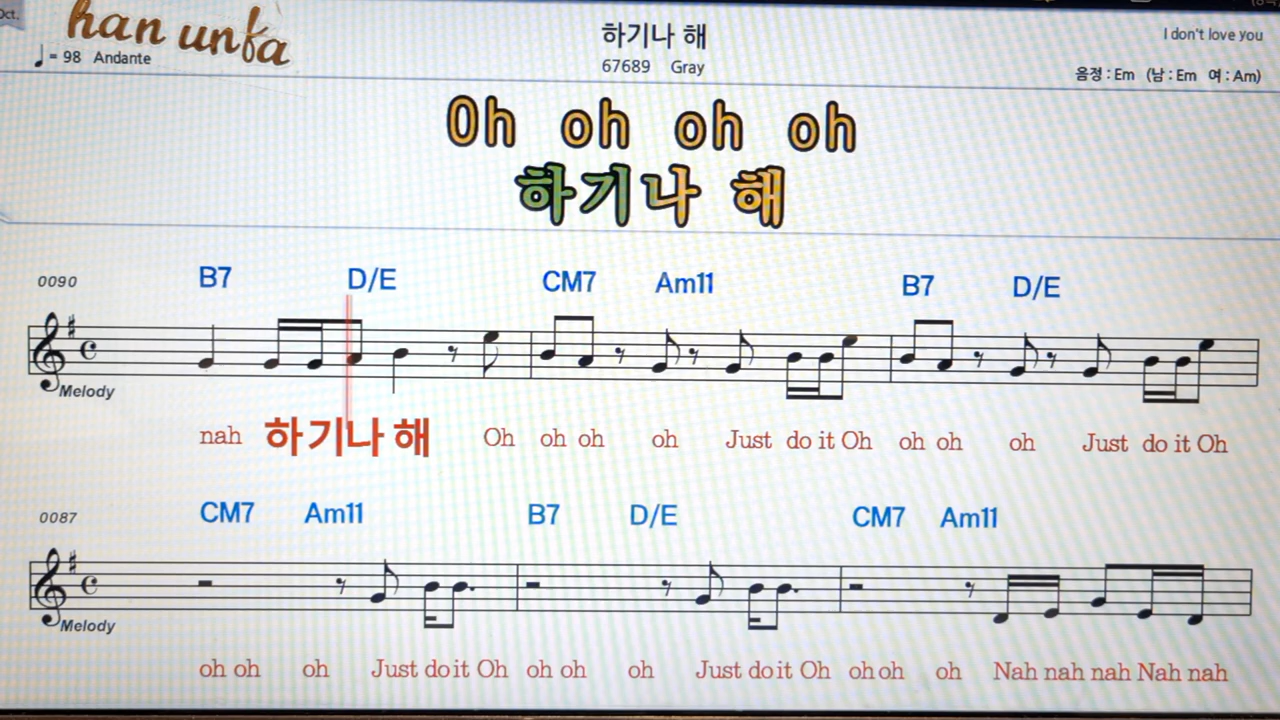 Oct.
han unfa
♩= 98 Andante
하기나 해
67689 Gray
I don't love you
음정 : Em (남 : Em 여 : Am)
Oh oh oh oh
하기나 해
0090
B7 D/E CM7 Am11 B7 D/E
Melody
nah 하기나 해 Oh oh oh oh Just do it Oh oh oh oh Just do it Oh
0087
CM7 Am11 B7 D/E CM7 Am11
Melody
oh oh oh Just do it Oh oh oh oh Just do it Oh oh oh oh Nah nah nah Nah nah